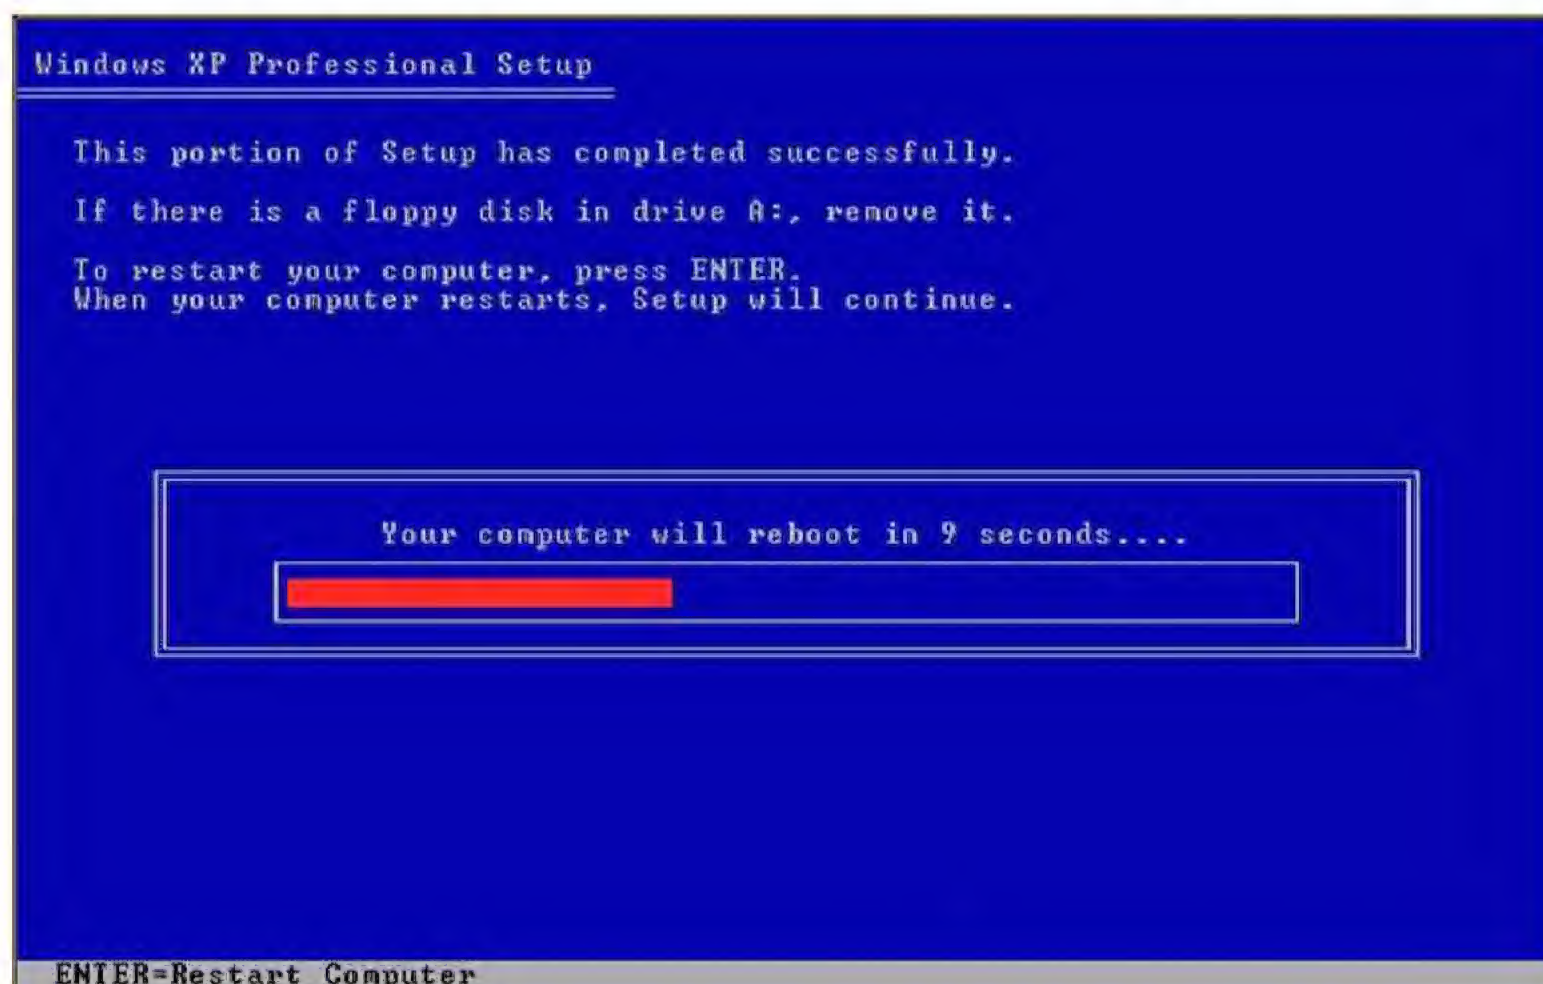 Windows XP Professional Setup
This portion of Setup has completed successfully.
If there is a floppy disk in drive A:, remove it.
To restart your computer, press ENTER.
When your computer restarts, Setup will continue.
Your computer will reboot in 9 seconds....
ENTER=Restart Computer